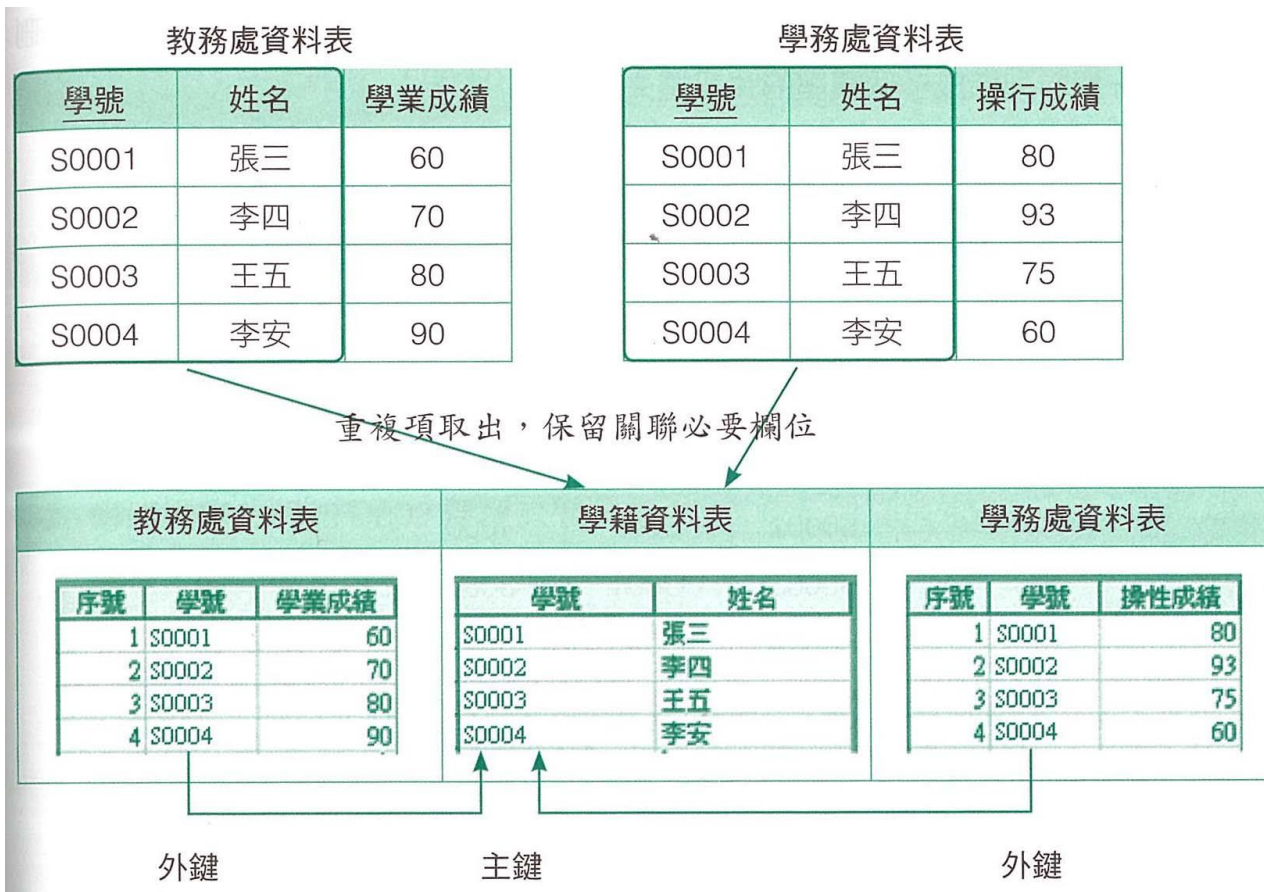 教務處資料表
學號 姓名 學業成績
S0001 張三 60
S0002 李四 70
S0003 王五 80
S0004 李安 90
學務處資料表
學號 姓名 操行成績
S0001 張三 80
S0002 李四 93
S0003 王五 75
S0004 李安 60
重複項取出，保留關聯必要欄位
教務處資料表
序號 學號 學業成績
1 S0001 60
2 S0002 70
3 S0003 80
4 S0004 90
學籍資料表
學號 姓名
S0001 張三
S0002 李四
S0003 王五
S0004 李安
學務處資料表
序號 學號 操性成績
1 S0001 80
2 S0002 93
3 S0003 75
4 S0004 60
外鍵
主鍵
外鍵